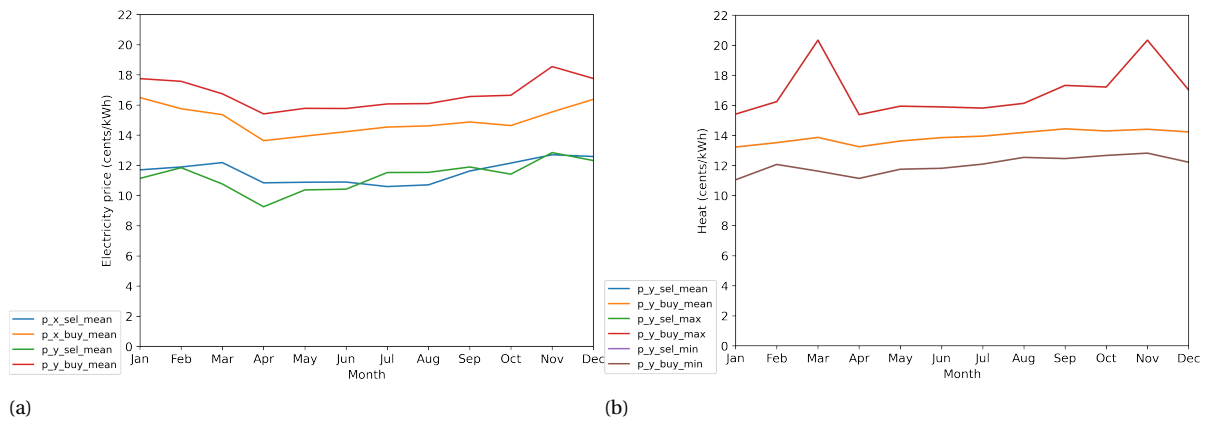 22
20
18
16
14
12
10
8
6
4
2
0
Electricity price (cents/kWh)
Jan Feb Mar Apr May Jun Jul Aug Sep Oct Nov Dec
Month
p_x_sel_mean
p_x_buy_mean
p_y_sel_mean
p_y_buy_mean
(a)
22
20
18
16
14
12
10
8
6
4
2
0
Heat (cents/kWh)
Jan Feb Mar Apr May Jun Jul Aug Sep Oct Nov Dec
Month
p_y_sel_mean
p_y_buy_mean
p_y_sel_max
p_y_buy_max
p_y_sel_min
p_y_buy_min
(b)